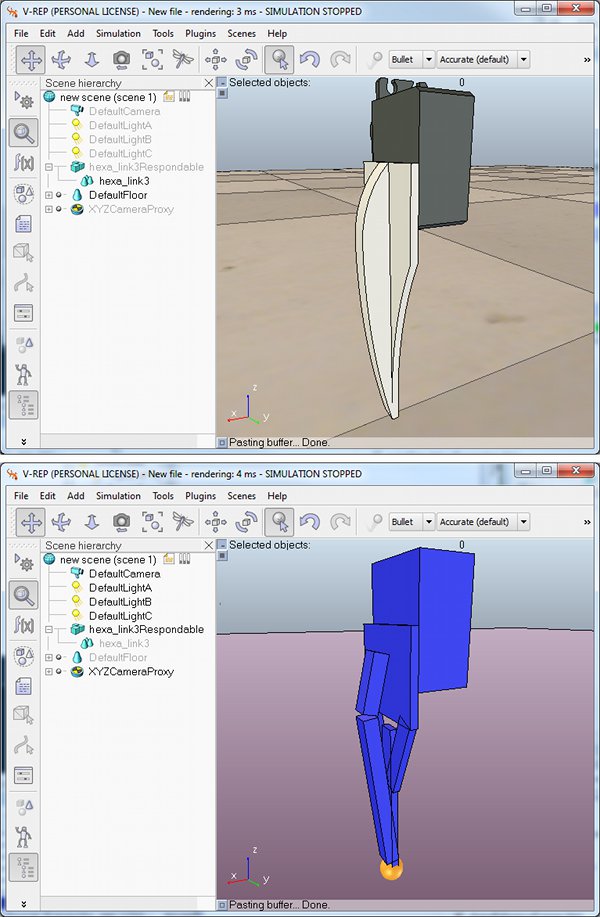 V-REP (PERSONAL LICENSE) - New file - rendering: 3 ms - SIMULATION STOPPED
File Edit Add Simulation Tools Plugins Scenes Help
Bullet Accurate (default) »
Scene hierarchy
Selected objects: 0
new scene (scene 1)
DefaultCamera
DefaultLightA
DefaultLightB
DefaultLightC
hexa_link3Respondable
hexa_link3
DefaultFloor
XYZCameraProxy
f(x)
z
x
y
Pasting buffer... Done.
V-REP (PERSONAL LICENSE) - New file - rendering: 4 ms - SIMULATION STOPPED
File Edit Add Simulation Tools Plugins Scenes Help
Bullet Accurate (default) »
Scene hierarchy
Selected objects: 0
new scene (scene 1)
DefaultCamera
DefaultLightA
DefaultLightB
DefaultLightC
hexa_link3Respondable
hexa_link3
DefaultFloor
XYZCameraProxy
f(x)
z
x
y
Pasting buffer... Done.